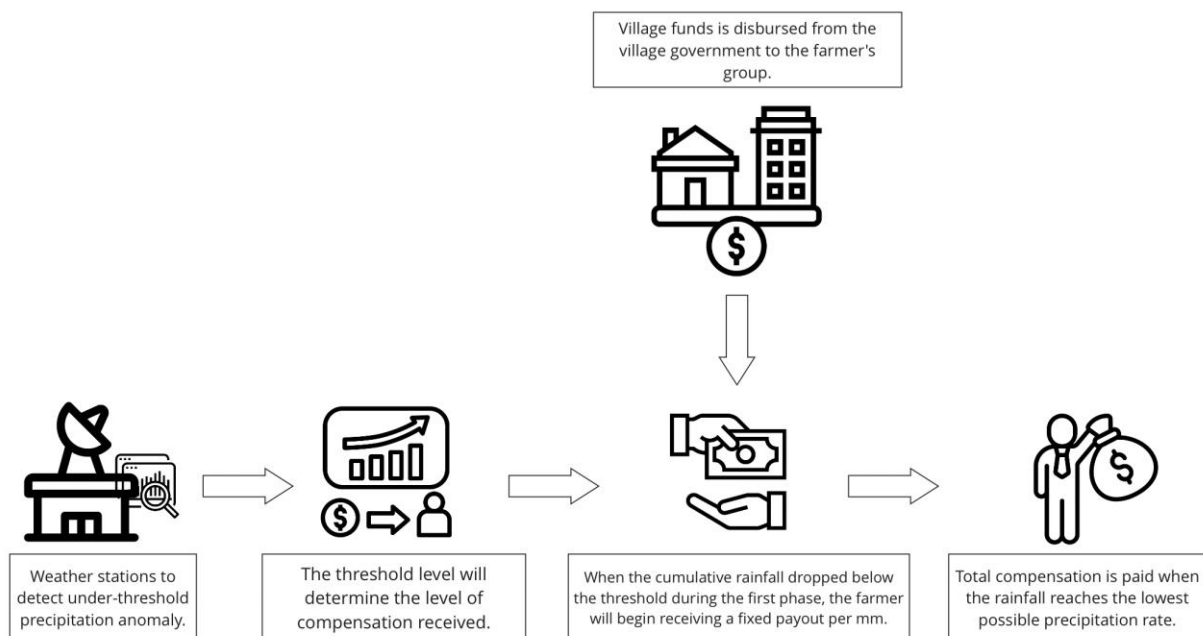 Village funds is disbursed from the
village government to the farmer's
group.
$
$
$
Weather stations to
detect under-threshold
precipitation anomaly.
The threshold level will
determine the level of
compensation received.
When the cumulative rainfall dropped below
the threshold during the first phase, the farmer
will begin receiving a fixed payout per mm.
Total compensation is paid when
the rainfall reaches the lowest
possible precipitation rate.